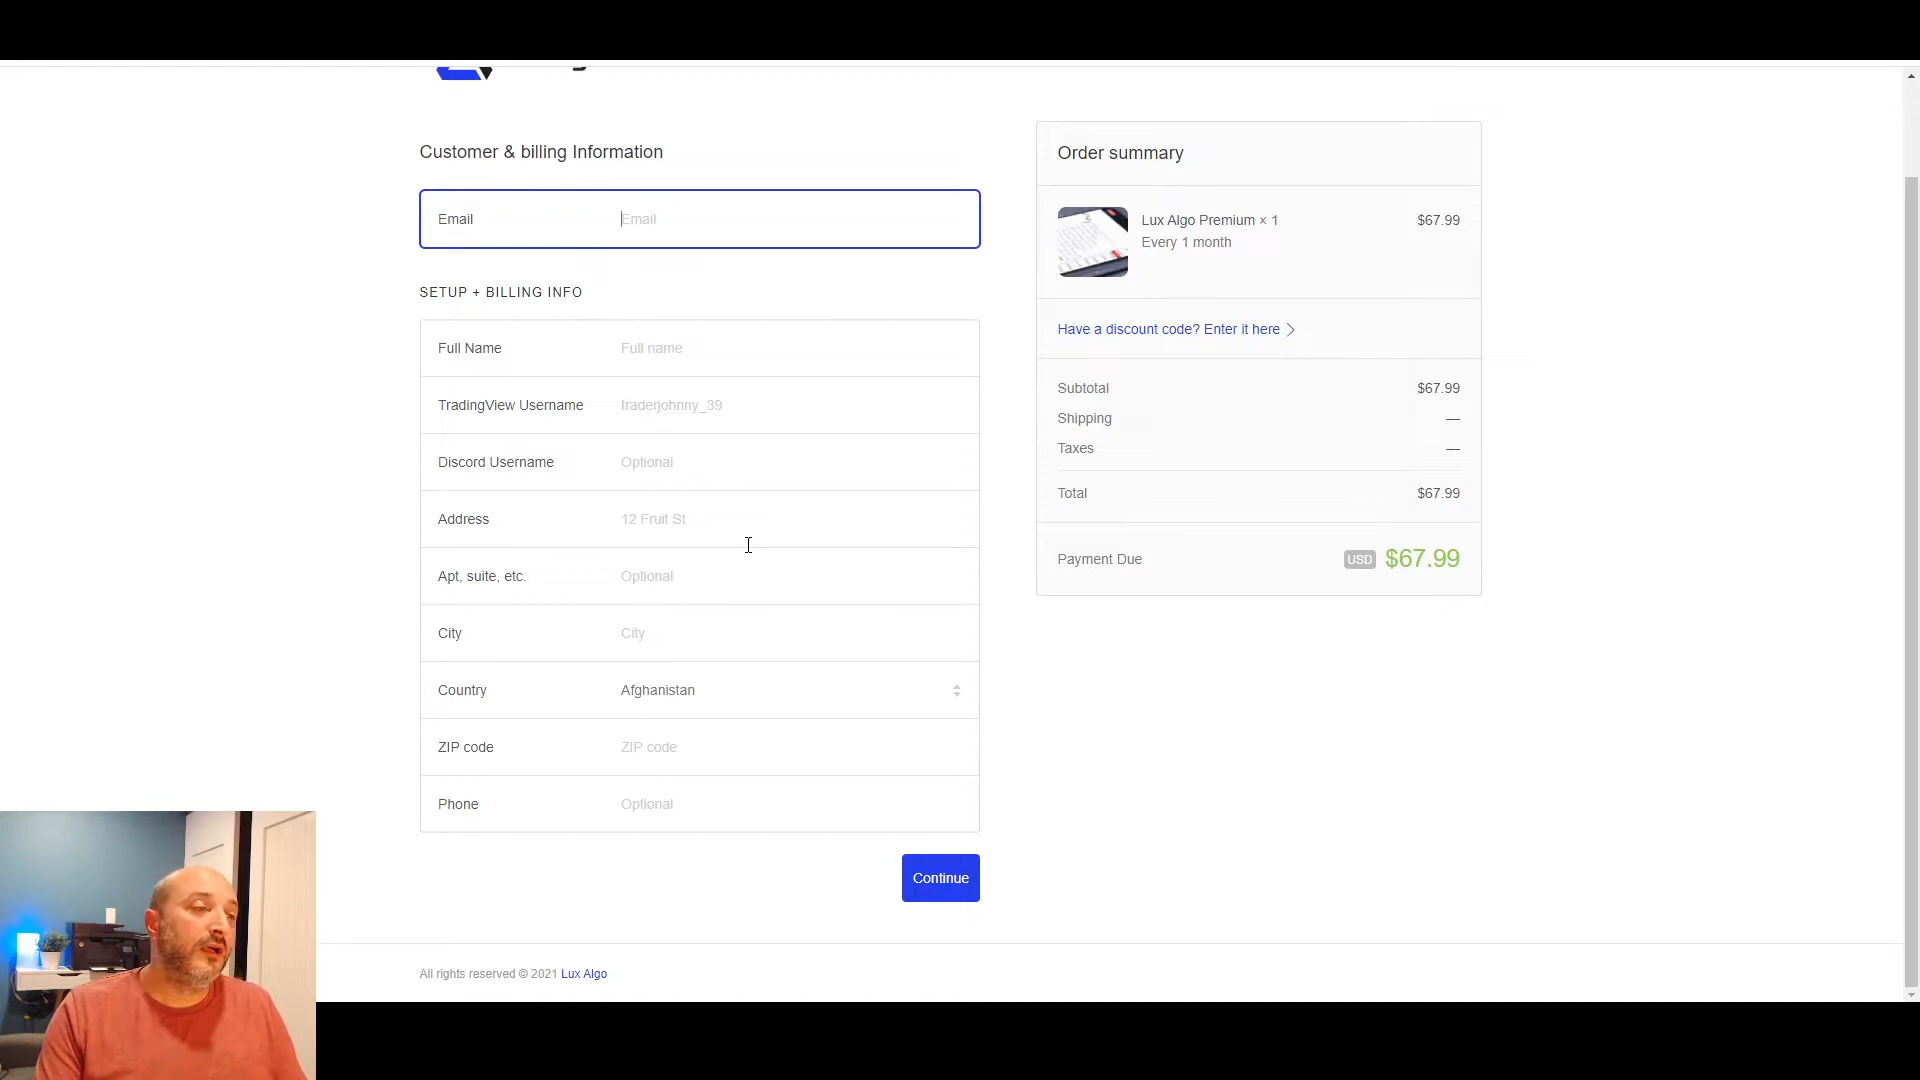 Customer & billing Information
Email Email
SETUP + BILLING INFO
Full Name Full name
TradingView Username traderjohnny_39
Discord Username Optional
Address 12 Fruit St
Apt, suite, etc. Optional
City City
Country Afghanistan
ZIP code ZIP code
Phone Optional
Continue
All rights reserved © 2021 Lux Algo
Order summary
Lux Algo Premium × 1 $67.99
Every 1 month
Have a discount code? Enter it here
Subtotal $67.99
Shipping —
Taxes —
Total $67.99
Payment Due USD $67.99